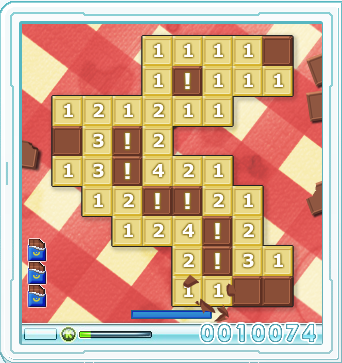 1 1 1 1
1 ! 1 1 1
1 2 1 2 1 1
3 ! 2
1 3 ! 4 2 1
1 2 ! ! 2 1
1 2 4 ! 2
2 ! 3 1
1 1
0010074